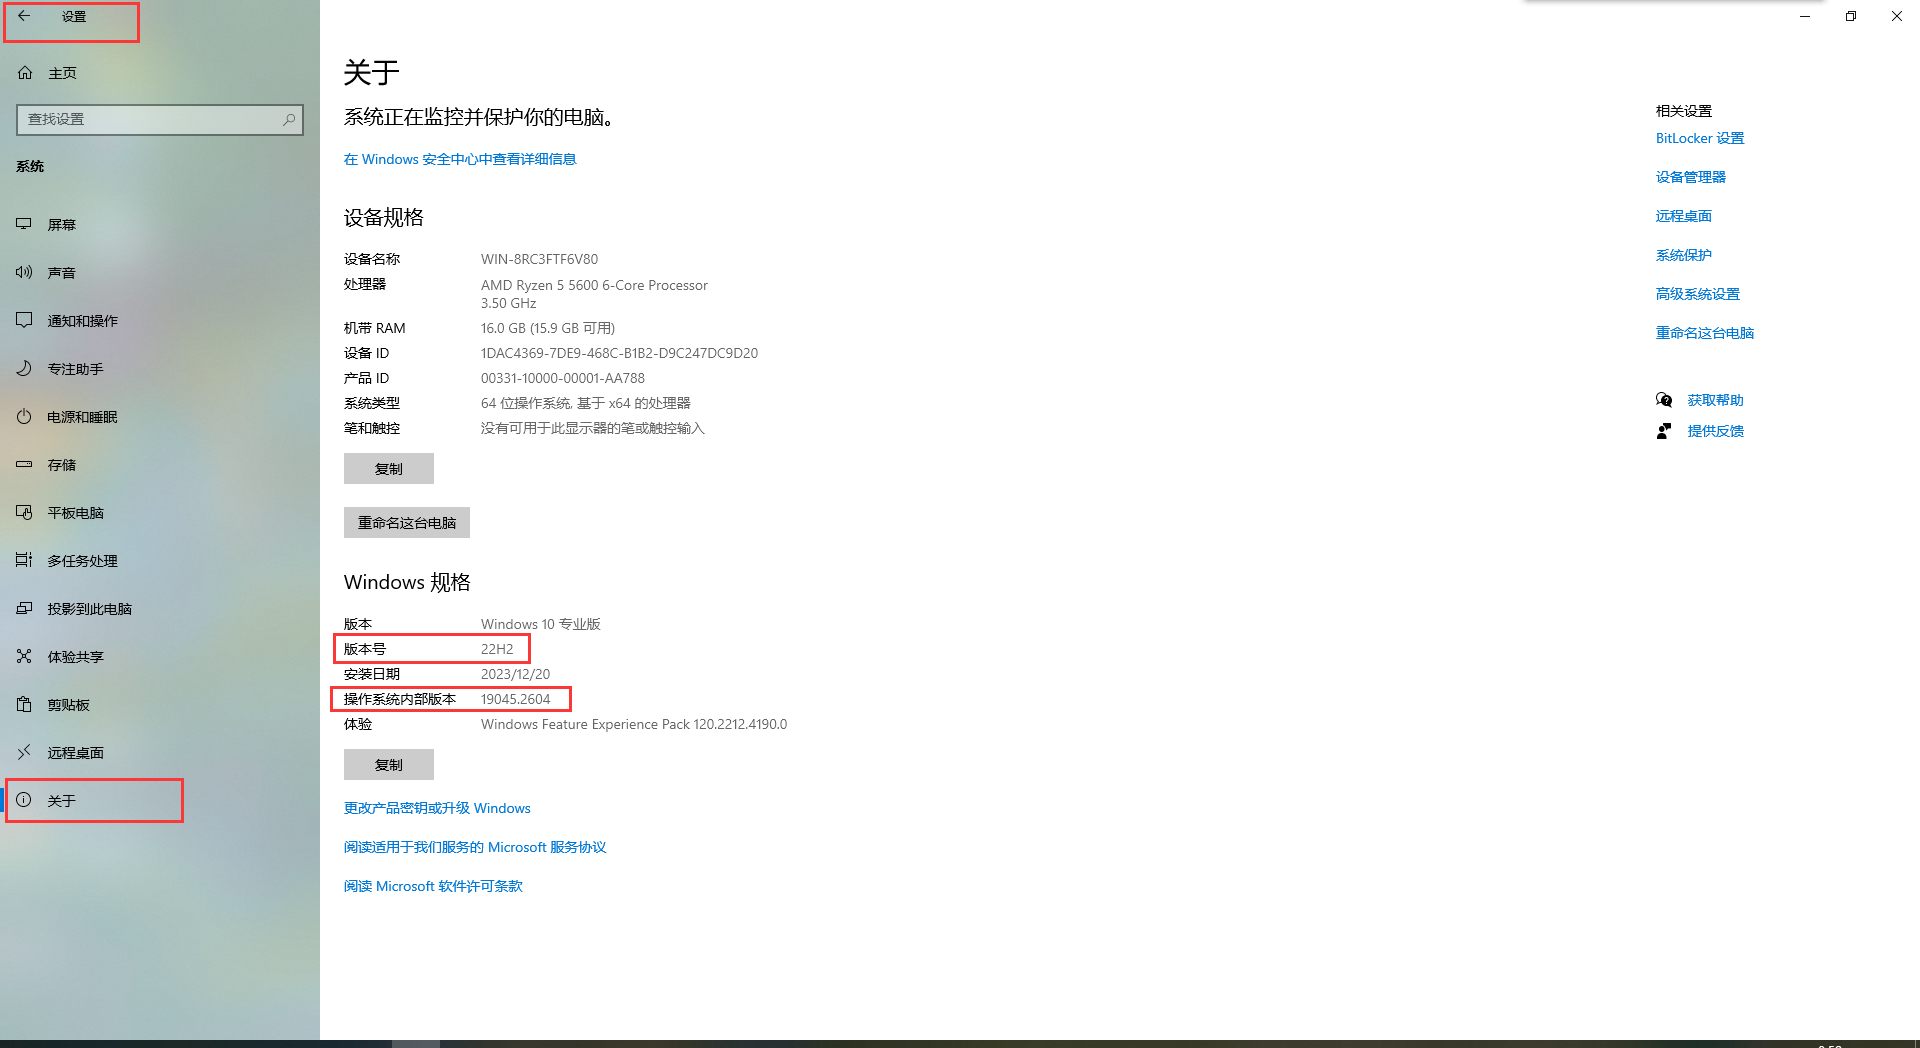 设置
主页
查找设置
系统
屏幕
声音
通知和操作
专注助手
电源和睡眠
存储
平板电脑
多任务处理
投影到此电脑
体验共享
剪贴板
远程桌面
关于
关于
系统正在监控并保护你的电脑。
在 Windows 安全中心中查看详细信息
设备规格
设备名称 WIN-8RC3FTF6V80
处理器 AMD Ryzen 5 5600 6-Core Processor
3.50 GHz
机带 RAM 16.0 GB (15.9 GB 可用)
设备 ID 1DAC4369-7DE9-468C-B1B2-D9C247DC9D20
产品 ID 00331-10000-00001-AA788
系统类型 64 位操作系统, 基于 x64 的处理器
笔和触控 没有可用于此显示器的笔或触控输入
复制
重命名这台电脑
Windows 规格
版本 Windows 10 专业版
版本号 22H2
安装日期 2023/12/20
操作系统内部版本 19045.2604
体验 Windows Feature Experience Pack 120.2212.4190.0
复制
更改产品密钥或升级 Windows
阅读适用于我们服务的 Microsoft 服务协议
阅读 Microsoft 软件许可条款
相关设置
BitLocker 设置
设备管理器
远程桌面
系统保护
高级系统设置
重命名这台电脑
获取帮助
提供反馈